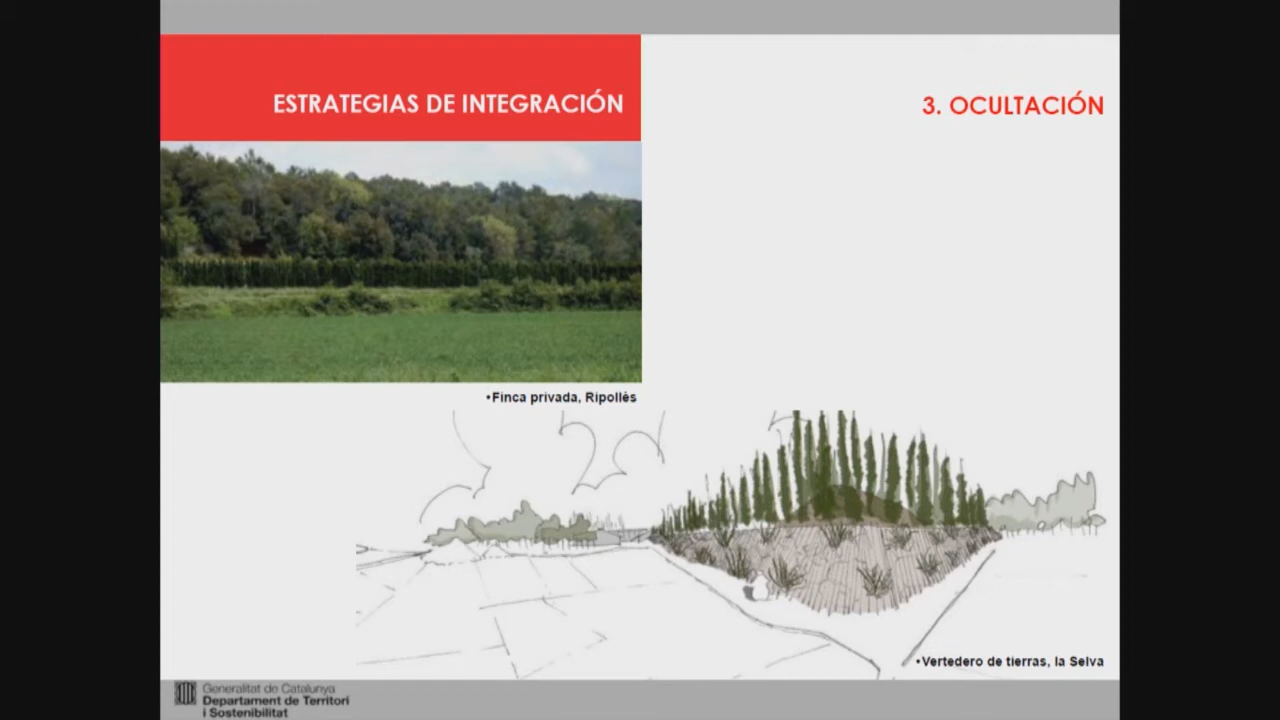 ESTRATEGIAS DE INTEGRACIÓN
3. OCULTACIÓN
•Finca privada, Ripollès
•Vertedero de tierras, la Selva
Generalitat de Catalunya
Departament de Territori
i Sostenibilitat